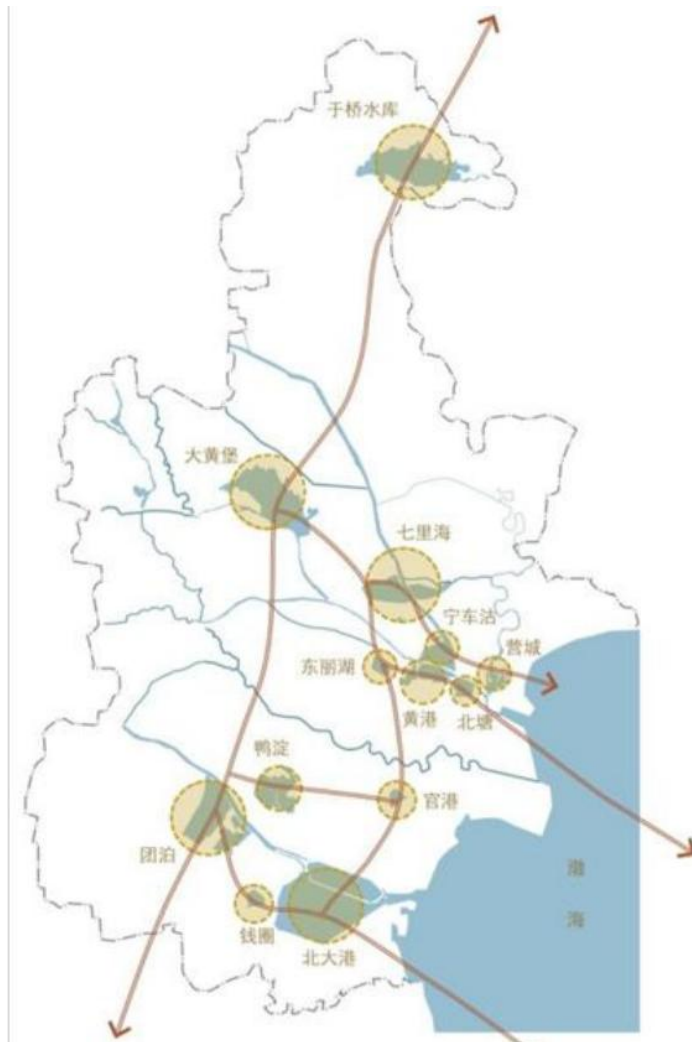 于桥水库
大黄堡
七里海
宁车沽
营城
东丽湖
黄港
北塘
鸭淀
官港
团泊
钱圈
北大港
渤
海